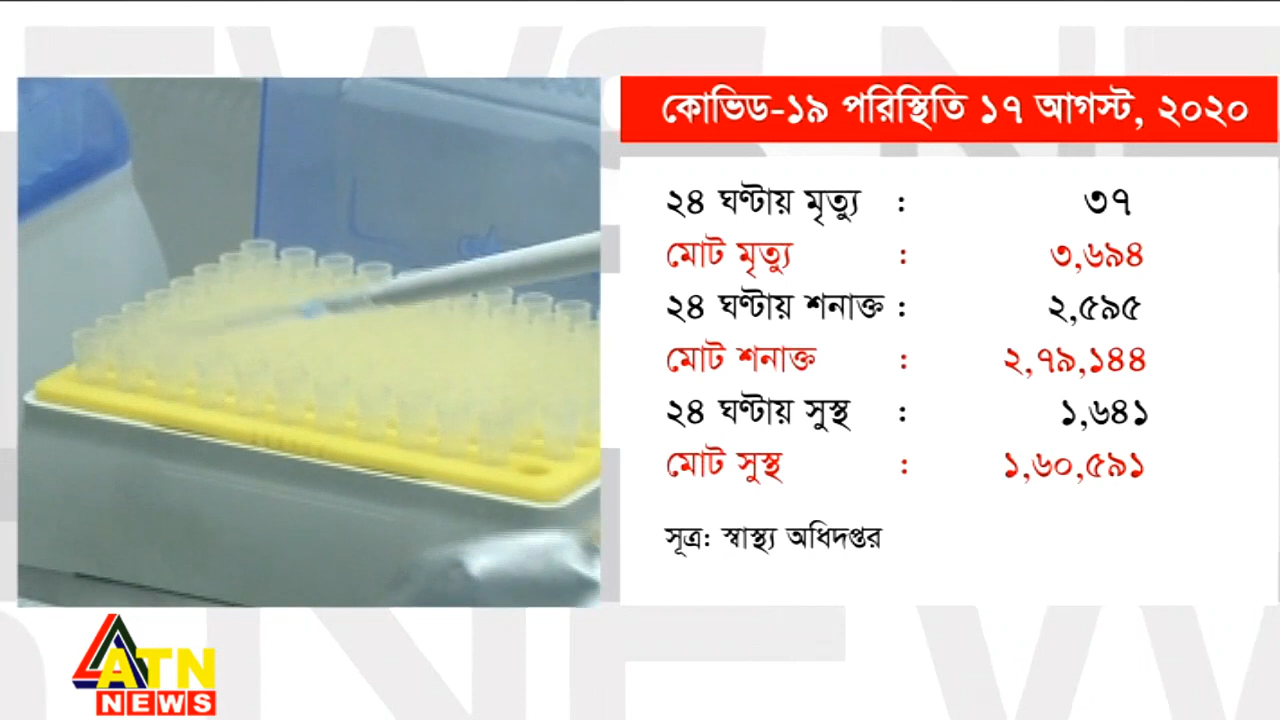 কোভিড-১৯ পরিস্থিতি ১৭ আগস্ট, ২০২০
২৪ ঘণ্টায় মৃত্যু : ৩৭
মোট মৃত্যু : ৩,৬৯৪
২৪ ঘণ্টায় শনাক্ত : ২,৫৯৫
মোট শনাক্ত : ২,৭৯,১৪৪
২৪ ঘণ্টায় সুস্থ : ১,৬৪১
মোট সুস্থ : ১,৬০,৫৯১
সূত্র: স্বাস্থ্য অধিদপ্তর
ATN
NEWS